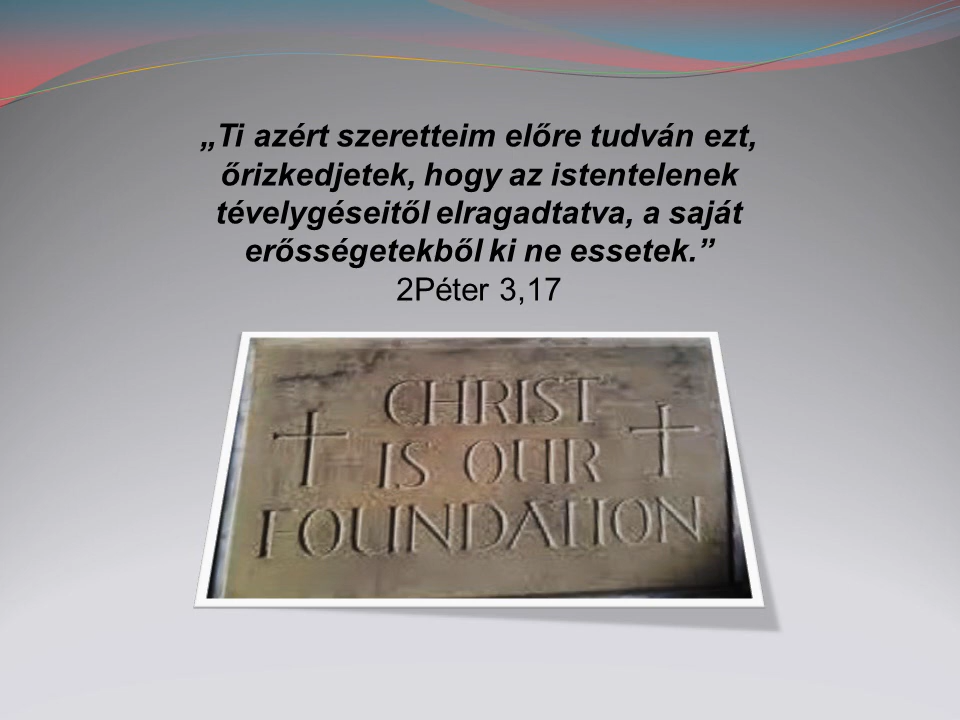 „Ti azért szeretteim előre tudván ezt,
őrizkedjetek, hogy az istentelenek
tévelygéseitől elragadtatva, a saját
erősségetekből ki ne essetek.”
2Péter 3,17
CHRIST
IS OUR
FOUNDATION